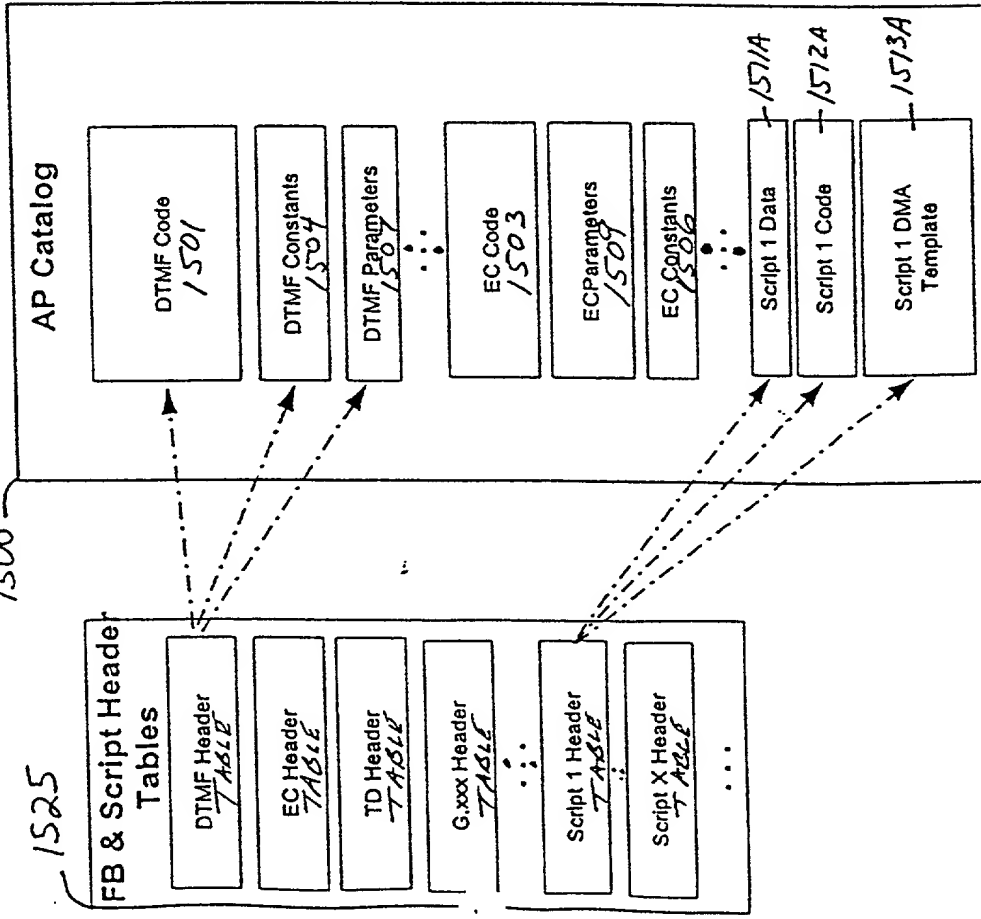 1525
FB & Script Header
Tables
DTMF Header
TABLE
EC Header
TABLE
TD Header
TABLE
G.xxx Header
TABLE
Script 1 Header
TABLE
Script X Header
TABLE
1500
AP Catalog
DTMF Code
1501
DTMF Constants
1504
DTMF Parameters
1507
EC Code
1503
ECParameters
1509
EC Constants
1506
Script 1 Data
1511A
Script 1 Code
1512A
Script 1 DMA
Template
1513A